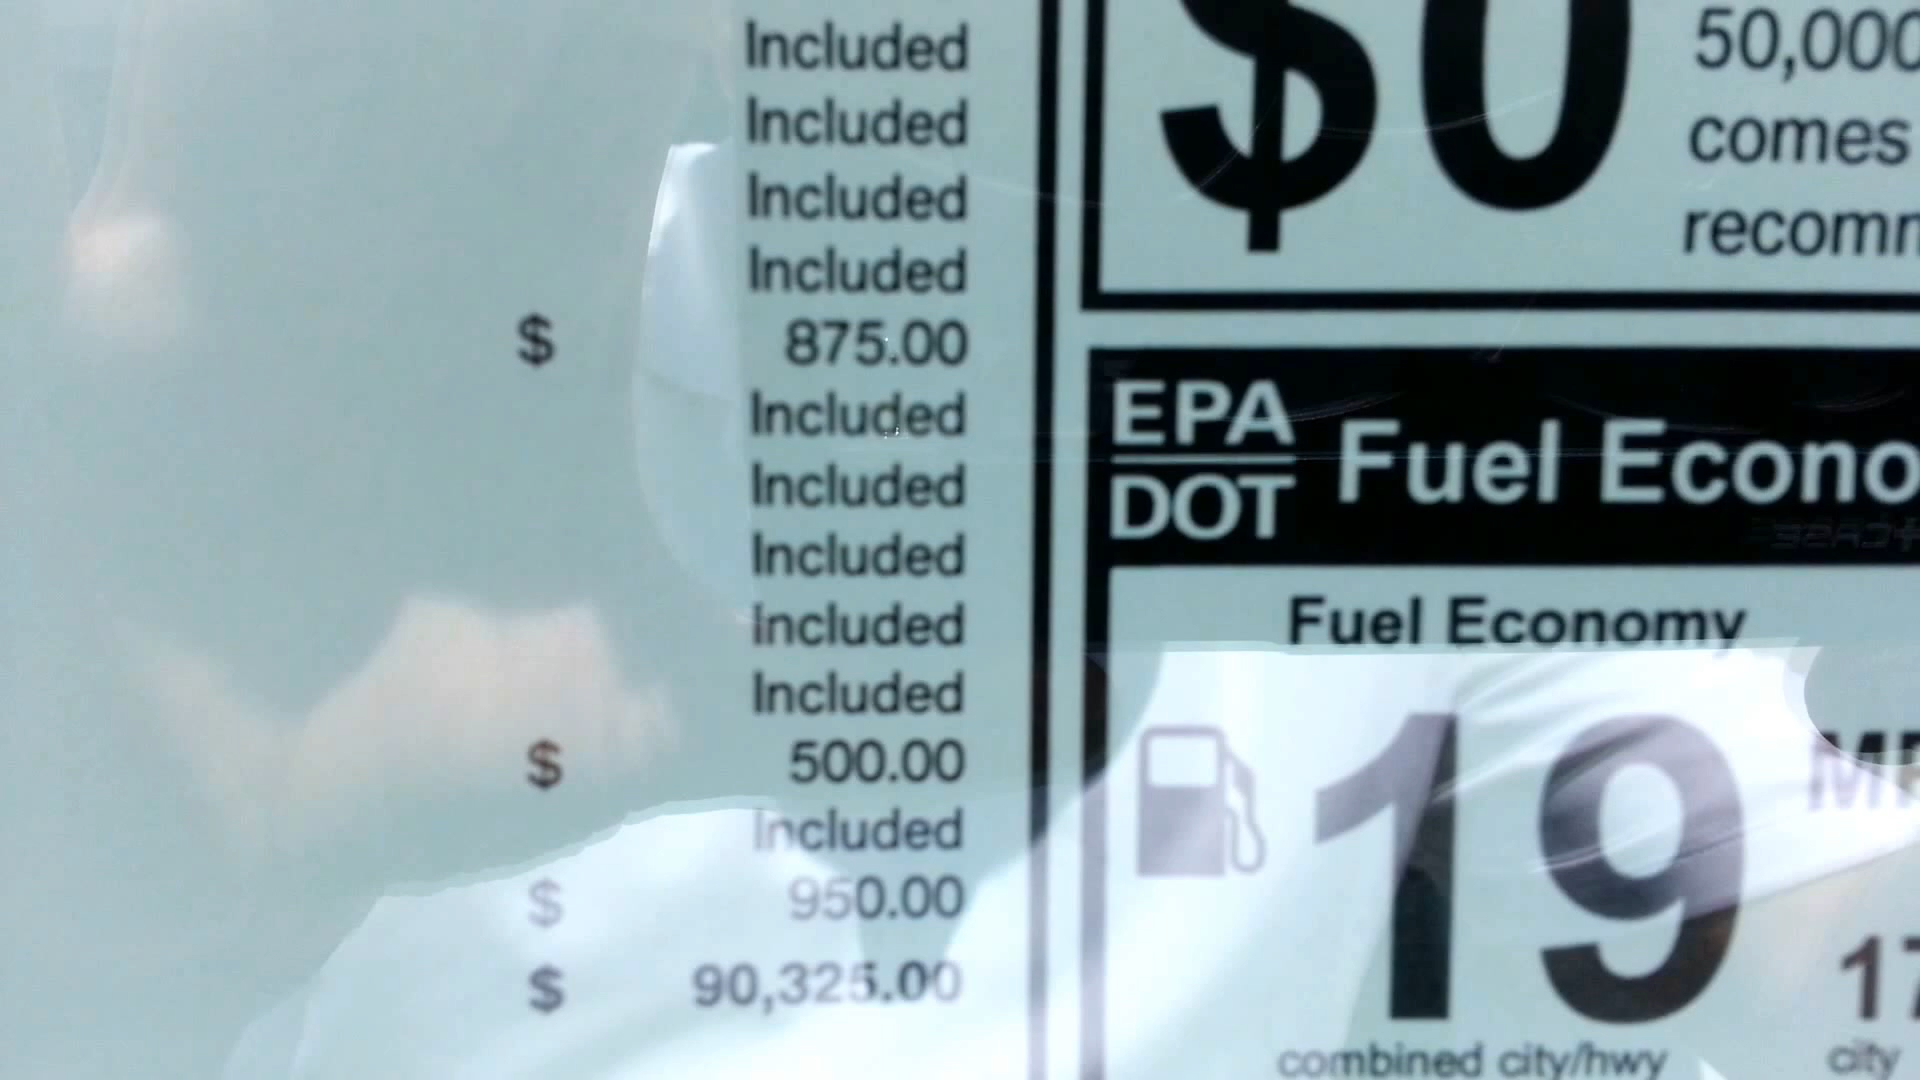 Included
Included
Included
Included
$ 875.00
Included
Included
Included
Included
Included
$ 500.00
Included
$ 950.00
$ 90,325.00
$0
50,000
comes
recomm
EPA
DOT
Fuel Econo
Fuel Economy
19
MP
17
combined city/hwy
city